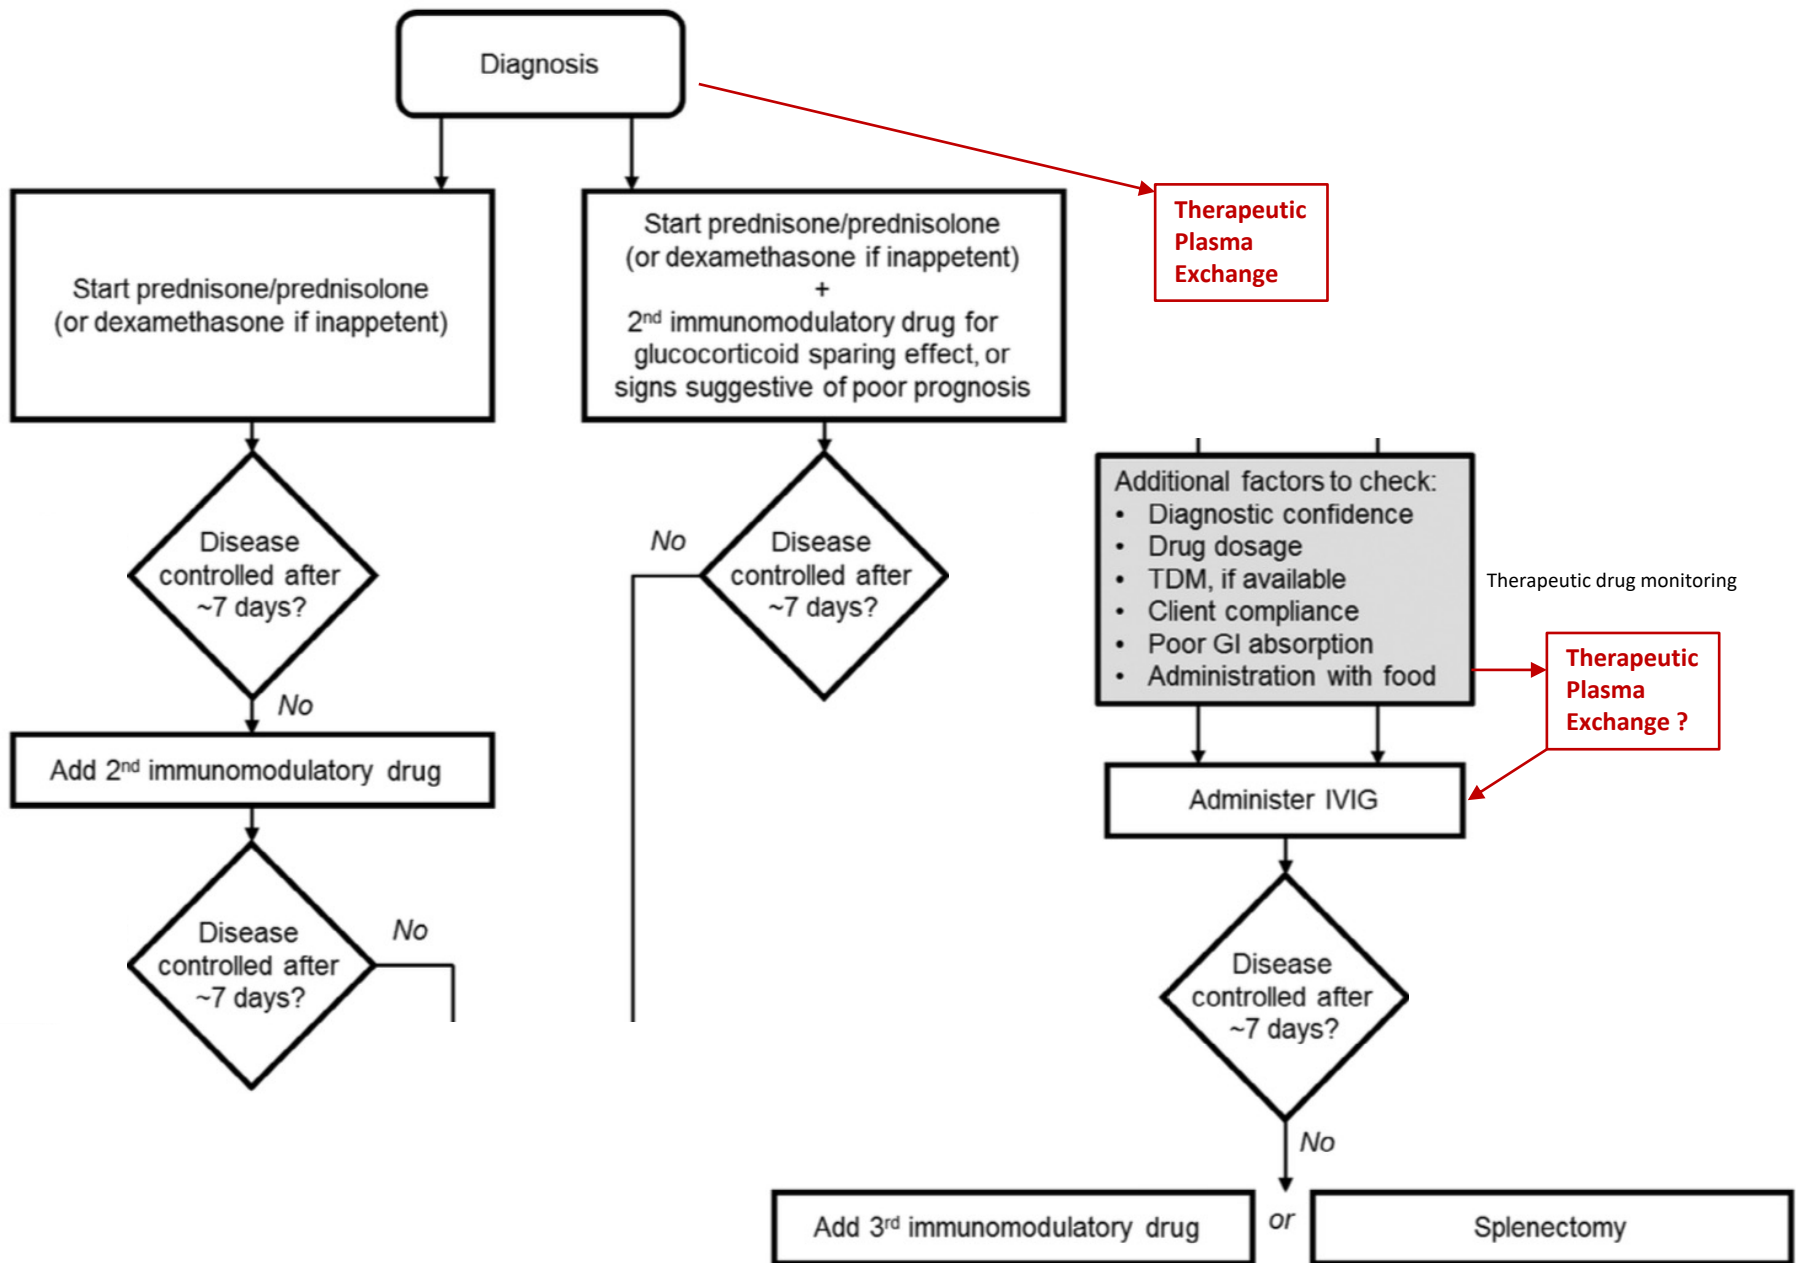 Diagnosis
Therapeutic
Plasma
Exchange
Start prednisone/prednisolone
(or dexamethasone if inappetent)
Start prednisone/prednisolone
(or dexamethasone if inappetent)
+
2nd immunomodulatory drug for
glucocorticoid sparing effect, or
signs suggestive of poor prognosis
Disease
controlled after
~7 days?
No
Add 2nd immunomodulatory drug
Disease
controlled after
~7 days?
No
No
Disease
controlled after
~7 days?
Additional factors to check:
• Diagnostic confidence
• Drug dosage
• TDM, if available
• Client compliance
• Poor GI absorption
• Administration with food
Therapeutic drug monitoring
Therapeutic
Plasma
Exchange ?
Administer IVIG
Disease
controlled after
~7 days?
No
Add 3rd immunomodulatory drug
or
Splenectomy